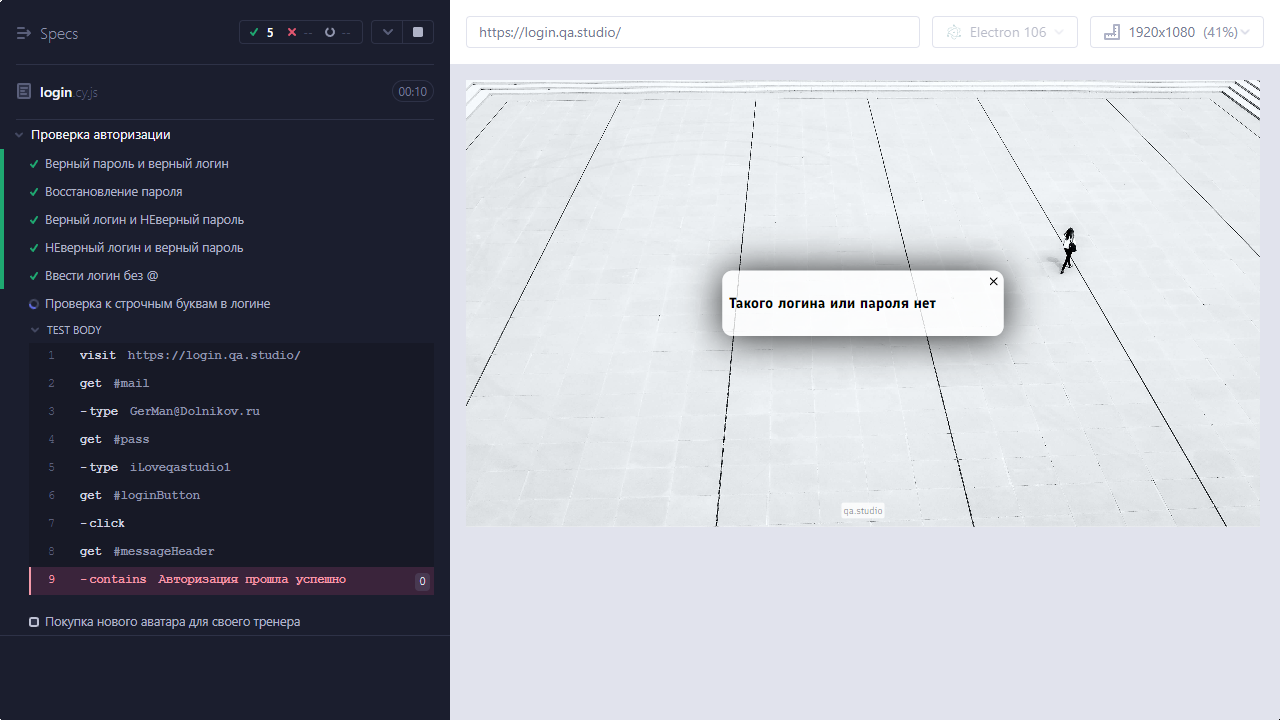 Specs
5
--
--
login.cy.js
00:10
Проверка авторизации
Верный пароль и верный логин
Восстановление пароля
Верный логин и НЕверный пароль
НЕверный логин и верный пароль
Ввести логин без @
Проверка к строчным буквам в логине
TEST BODY
1 visit https://login.qa.studio/
2 get #mail
3 -type GerMan@Dolnikov.ru
4 get #pass
5 -type iLoveqastudio1
6 get #loginButton
7 -click
8 get #messageHeader
9 -contains Авторизация прошла успешно 0
Покупка нового аватара для своего тренера
https://login.qa.studio/
Electron 106
1920x1080 (41%)
Такого логина или пароля нет
qa.studio